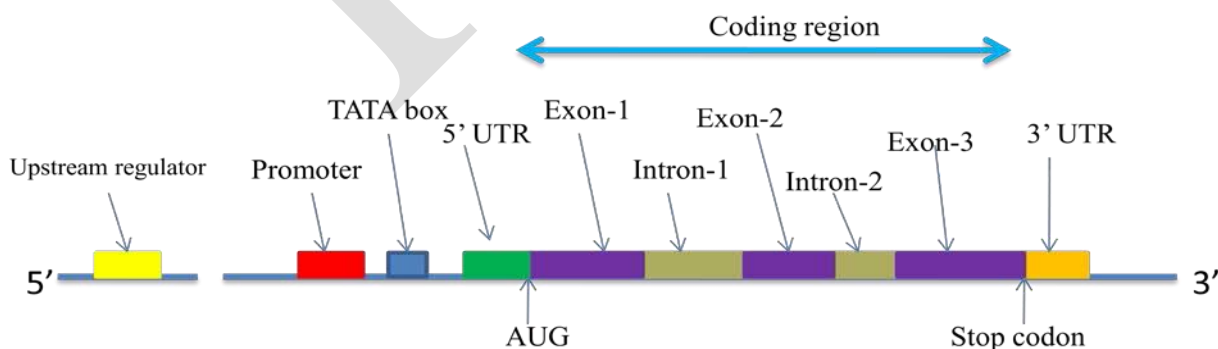 Coding region
TATA box
Exon-1
Exon-2
5’ UTR
Exon-3
3’ UTR
Upstream regulator
Promoter
Intron-1
Intron-2
5’
3’
AUG
Stop codon